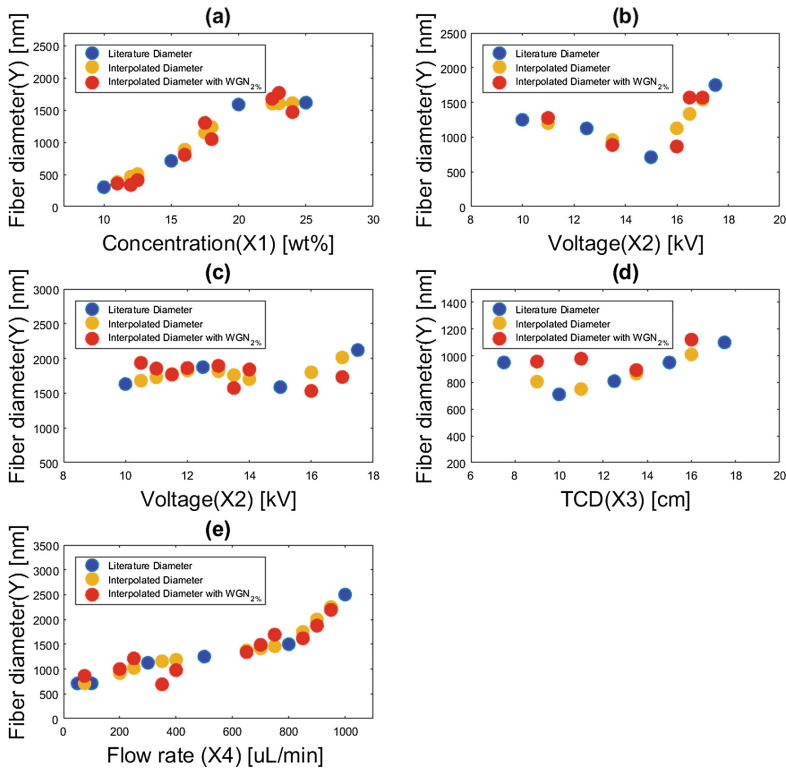 (a)
Fiber diameter(Y) [nm]
2500
2000
1500
1000
500
0
Literature Diameter
Interpolated Diameter
Interpolated Diameter with WGN2%
10 15 20 25 30
Concentration(X1) [wt%]
(b)
Fiber diameter(Y) [nm]
2500
2000
1500
1000
500
0
Literature Diameter
Interpolated Diameter
Interpolated Diameter with WGN2%
8 10 12 14 16 18 20
Voltage(X2) [kV]
(c)
Fiber diameter(Y) [nm]
3000
2500
2000
1500
1000
500
Literature Diameter
Interpolated Diameter
Interpolated Diameter with WGN2%
8 10 12 14 16 18
Voltage(X2) [kV]
(d)
Fiber diameter(Y) [nm]
1400
1200
1000
800
600
400
200
Literature Diameter
Interpolated Diameter
Interpolated Diameter with WGN2%
6 8 10 12 14 16 18 20
TCD(X3) [cm]
(e)
Fiber diameter(Y) [nm]
3500
3000
2500
2000
1500
1000
500
0
Literature Diameter
Interpolated Diameter
Interpolated Diameter with WGN2%
0 200 400 600 800 1000
Flow rate (X4) [uL/min]